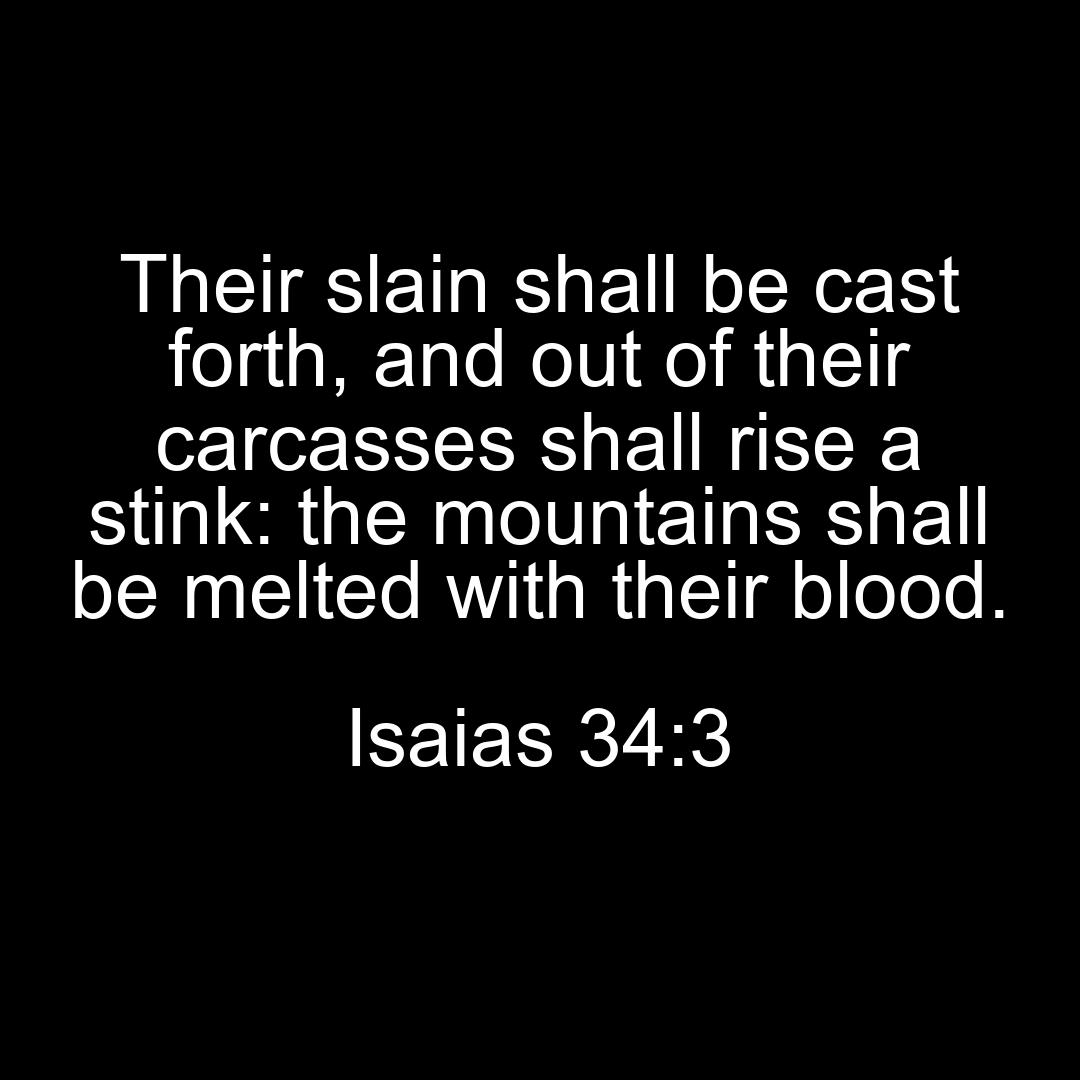 Their slain shall be cast
forth, and out of their
carcasses shall rise a
stink: the mountains shall
be melted with their blood.
Isaias 34:3